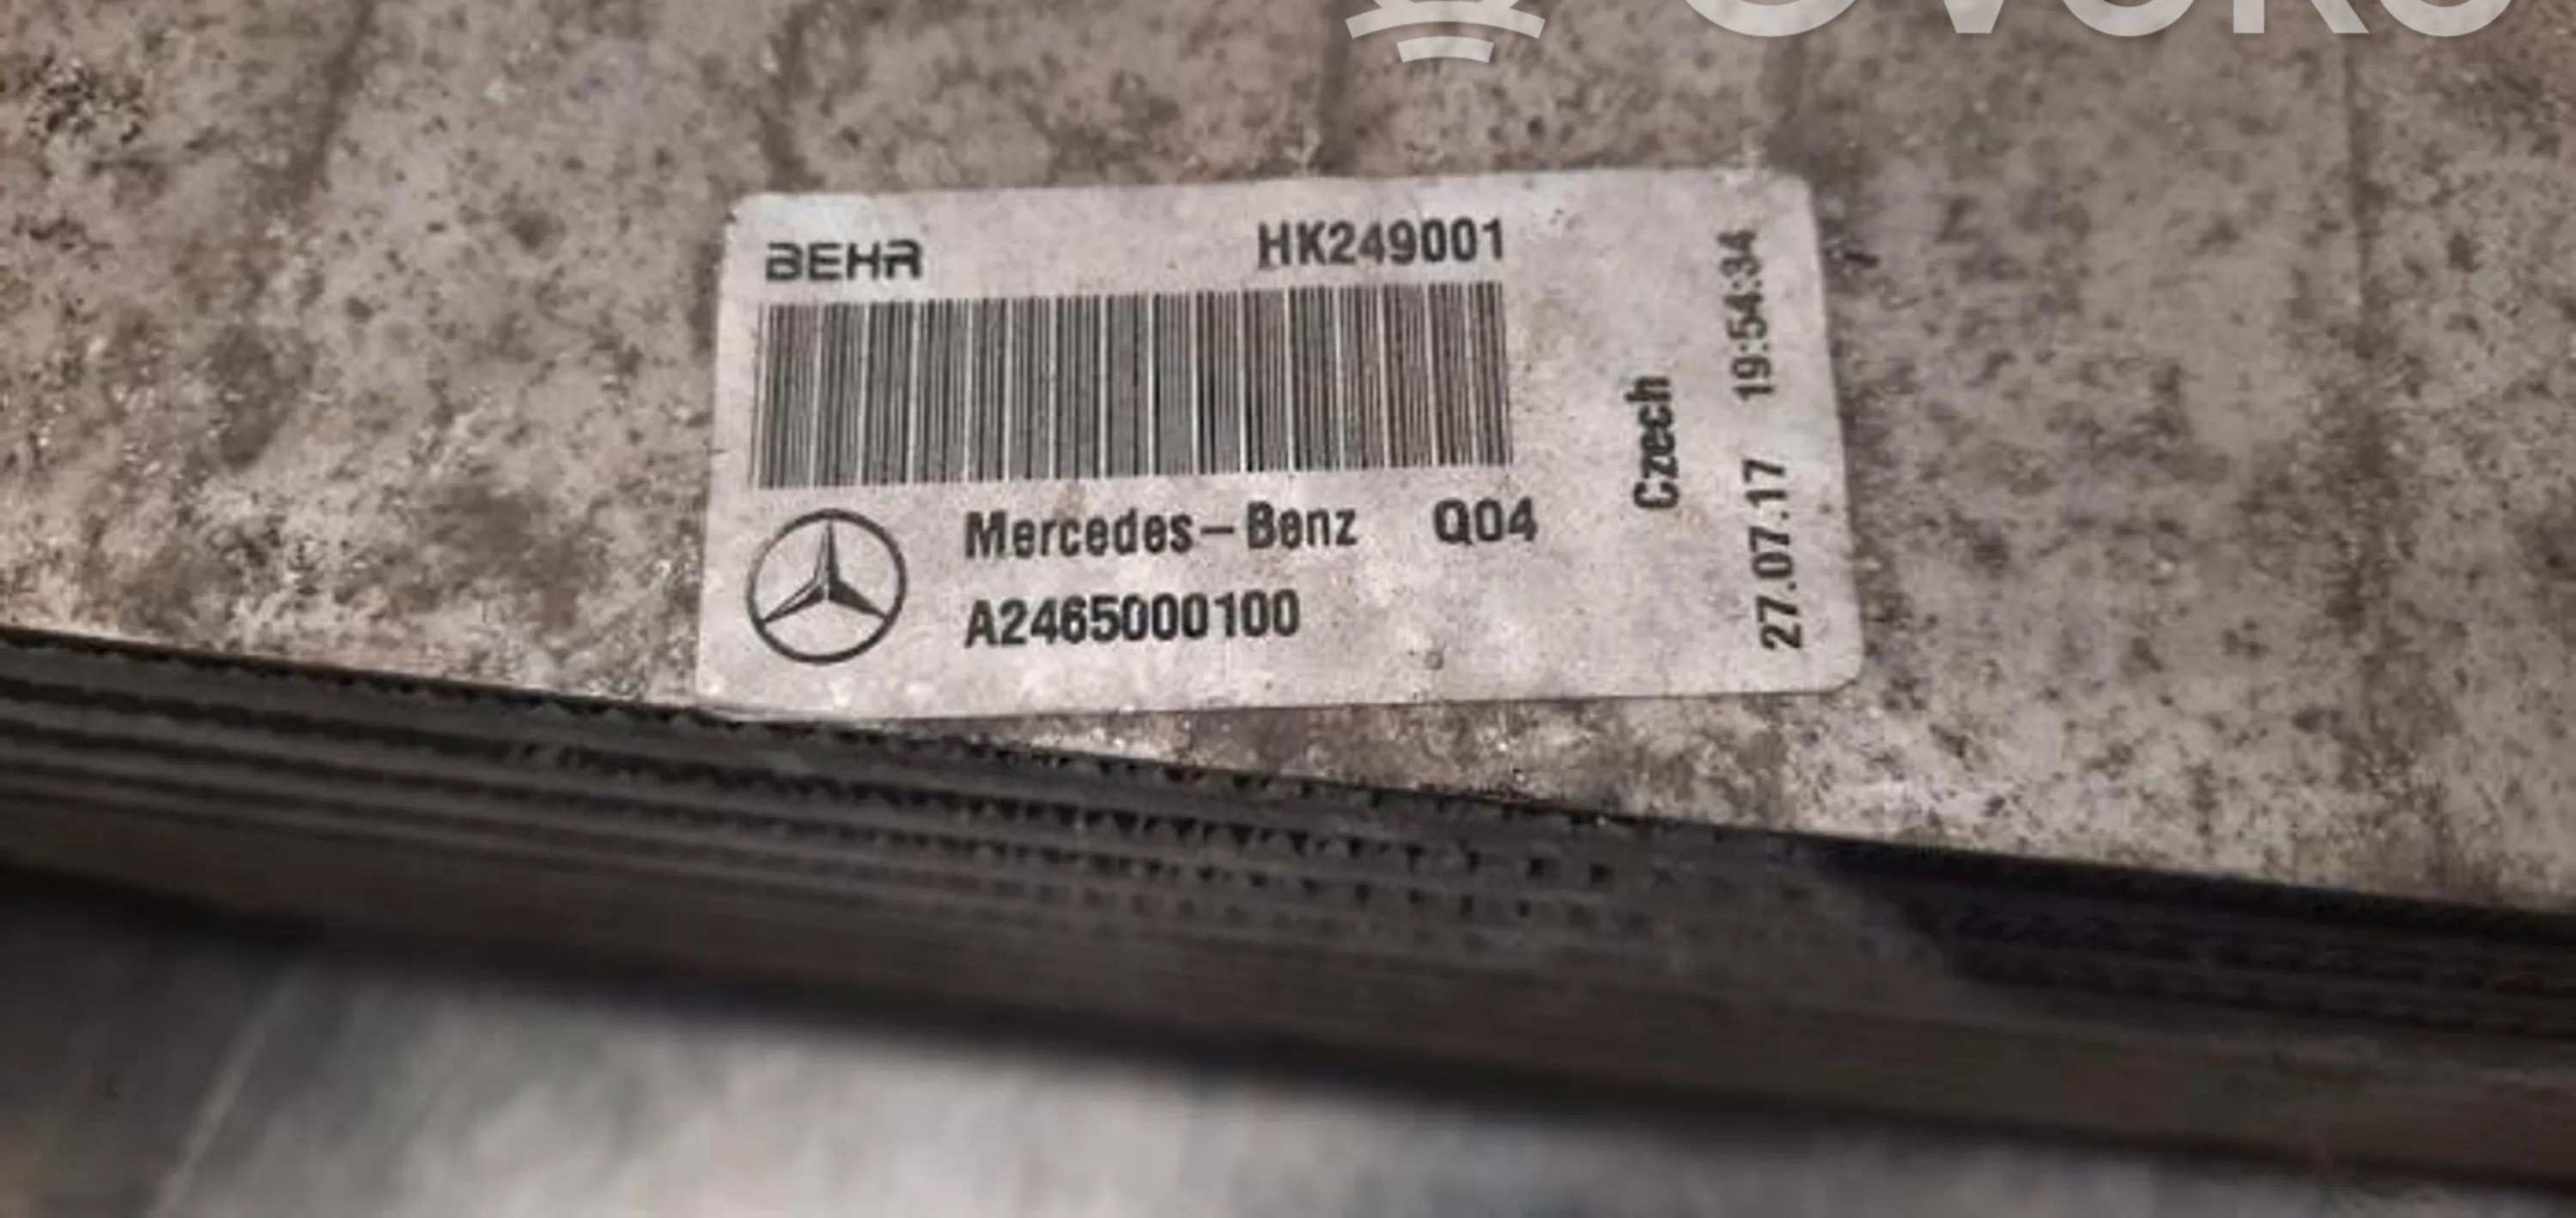 BEHR HK249001
Mercedes-Benz Q04
A2465000100
Czech
27.07.17 19:54:34